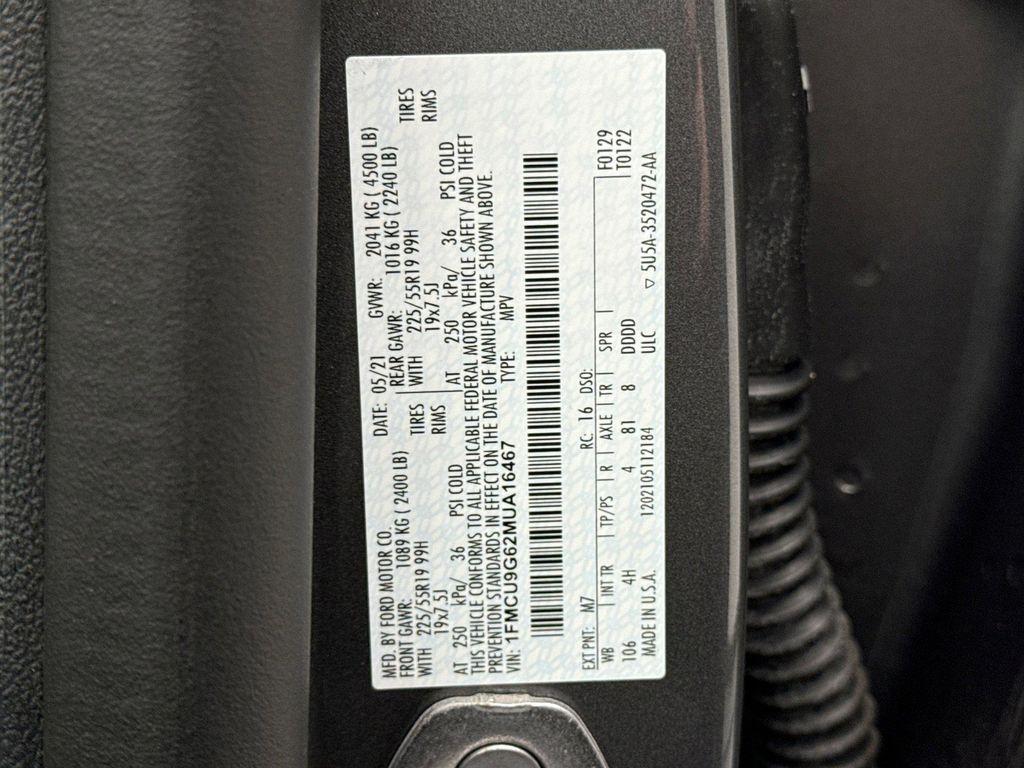 MFD. BY FORD MOTOR CO. DATE: 05/21 GVWR: 2041 KG ( 4500 LB)
FRONT GAWR: 1089 KG ( 2400 LB) REAR GAWR: 1016 KG ( 2240 LB)
WITH 225/55R19 99H TIRES WITH 225/55R19 99H TIRES
19x7.5J RIMS 19x7.5J RIMS
AT 250 kPa/ 36 PSI COLD AT 250 kPa/ 36 PSI COLD
THIS VEHICLE CONFORMS TO ALL APPLICABLE FEDERAL MOTOR VEHICLE SAFETY AND THEFT
PREVENTION STANDARDS IN EFFECT ON THE DATE OF MANUFACTURE SHOWN ABOVE.
VIN: 1FMCU9G62MUA16467 TYPE: MPV
EXT PNT: M7 RC: 16 DSO: F0129
WB | INT TR | TP/PS | R | AXLE | TR | SPR | T0122
106 4H 4 81 8 DDDD
MADE IN U.S.A. 120210511218​4 ULC ▽ 5U5A-3520472-AA